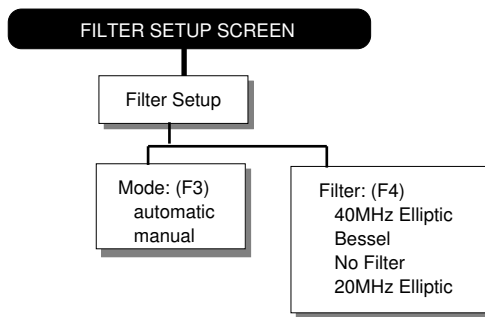 FILTER SETUP SCREEN
Filter Setup
Mode: (F3)
automatic
manual
Filter: (F4)
40MHz Elliptic
Bessel
No Filter
20MHz Elliptic